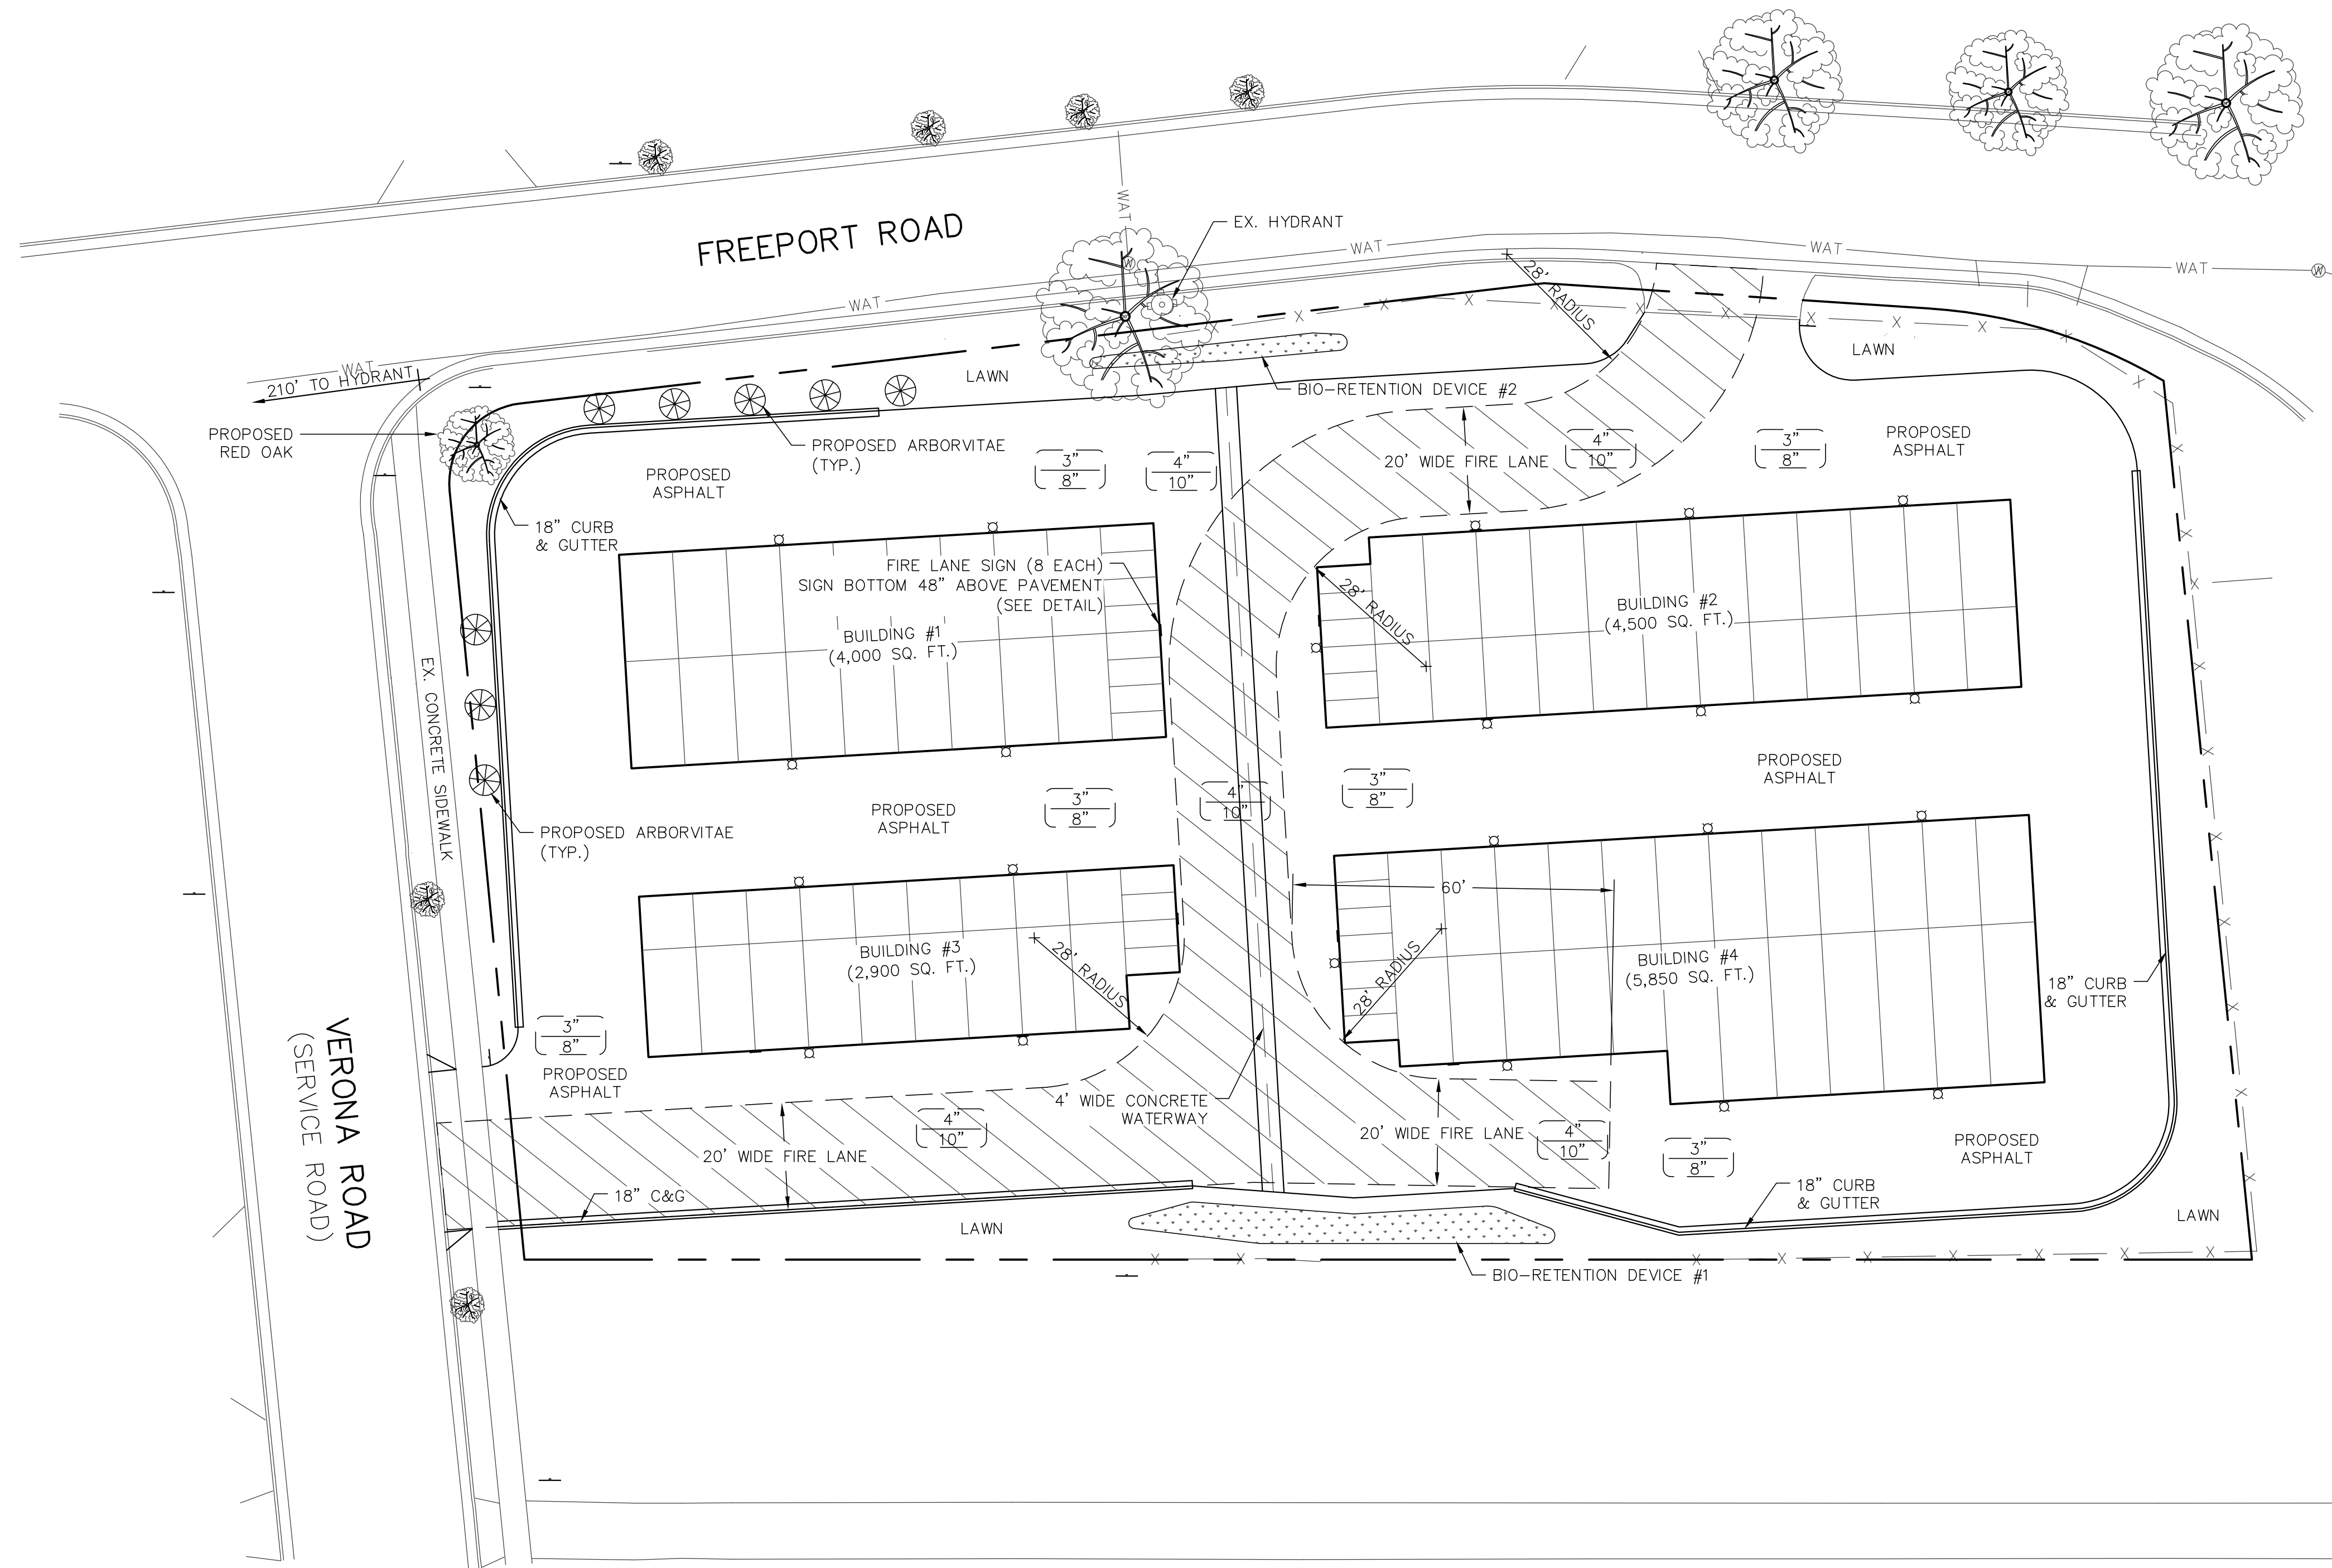 FREEPORT ROAD
WAT
EX. HYDRANT
WAT
WAT
WAT
WAT
WAT
28' RADIUS
210' TO HYDRANT
LAWN
LAWN
BIO-RETENTION DEVICE #2
PROPOSED
RED OAK
PROPOSED ARBORVITAE
(TYP.)
PROPOSED
ASPHALT
3"
8"
4"
10"
20' WIDE FIRE LANE
4"
10"
3"
8"
PROPOSED
ASPHALT
18" CURB
& GUTTER
FIRE LANE SIGN (8 EACH)
SIGN BOTTOM 48" ABOVE PAVEMENT
(SEE DETAIL)
BUILDING #1
(4,000 SQ. FT.)
28' RADIUS
BUILDING #2
(4,500 SQ. FT.)
EX. CONCRETE SIDEWALK
PROPOSED
ASPHALT
PROPOSED
ASPHALT
3"
8"
4"
10"
3"
8"
PROPOSED ARBORVITAE
(TYP.)
60'
BUILDING #3
(2,900 SQ. FT.)
28' RADIUS
28' RADIUS
BUILDING #4
(5,850 SQ. FT.)
18" CURB
& GUTTER
VERONA ROAD
(SERVICE ROAD)
3"
8"
PROPOSED
ASPHALT
4' WIDE CONCRETE
WATERWAY
4"
10"
20' WIDE FIRE LANE
20' WIDE FIRE LANE
4"
10"
3"
8"
PROPOSED
ASPHALT
18" C&G
18" CURB
& GUTTER
LAWN
LAWN
BIO-RETENTION DEVICE #1